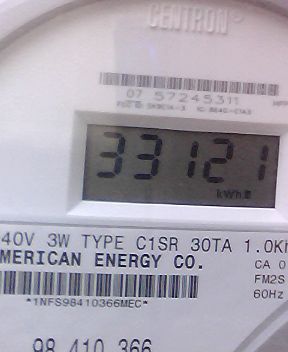 CENTRON®
07 57245311
33121
kWh
40V 3W TYPE C1SR 30TA 1.0Kh
MERICAN ENERGY CO.
CA 0
FM2S
60Hz
*1NFS98410366MEC*
98 410 366